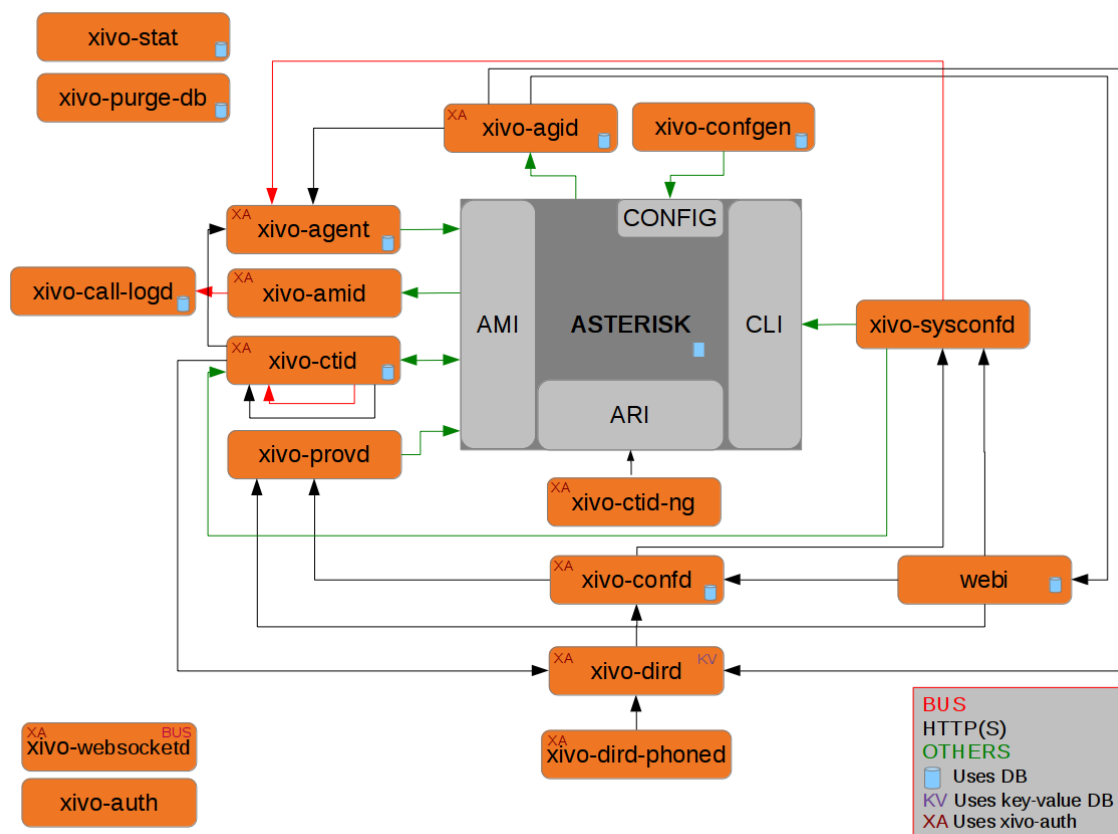 xivo-stat
xivo-purge-db
XA
xivo-agid
xivo-confgen
XA
xivo-agent
CONFIG
xivo-call-logd
XA
xivo-amid
AMI
ASTERISK
CLI
xivo-sysconfd
XA
xivo-ctid
ARI
xivo-provd
XA
xivo-ctid-ng
XA
xivo-confd
webi
XA
KV
xivo-dird
XA
BUS
xivo-websocketd
XA
xivo-dird-phoned
xivo-auth
BUS
HTTP(S)
OTHERS
Uses DB
KV Uses key-value DB
XA Uses xivo-auth